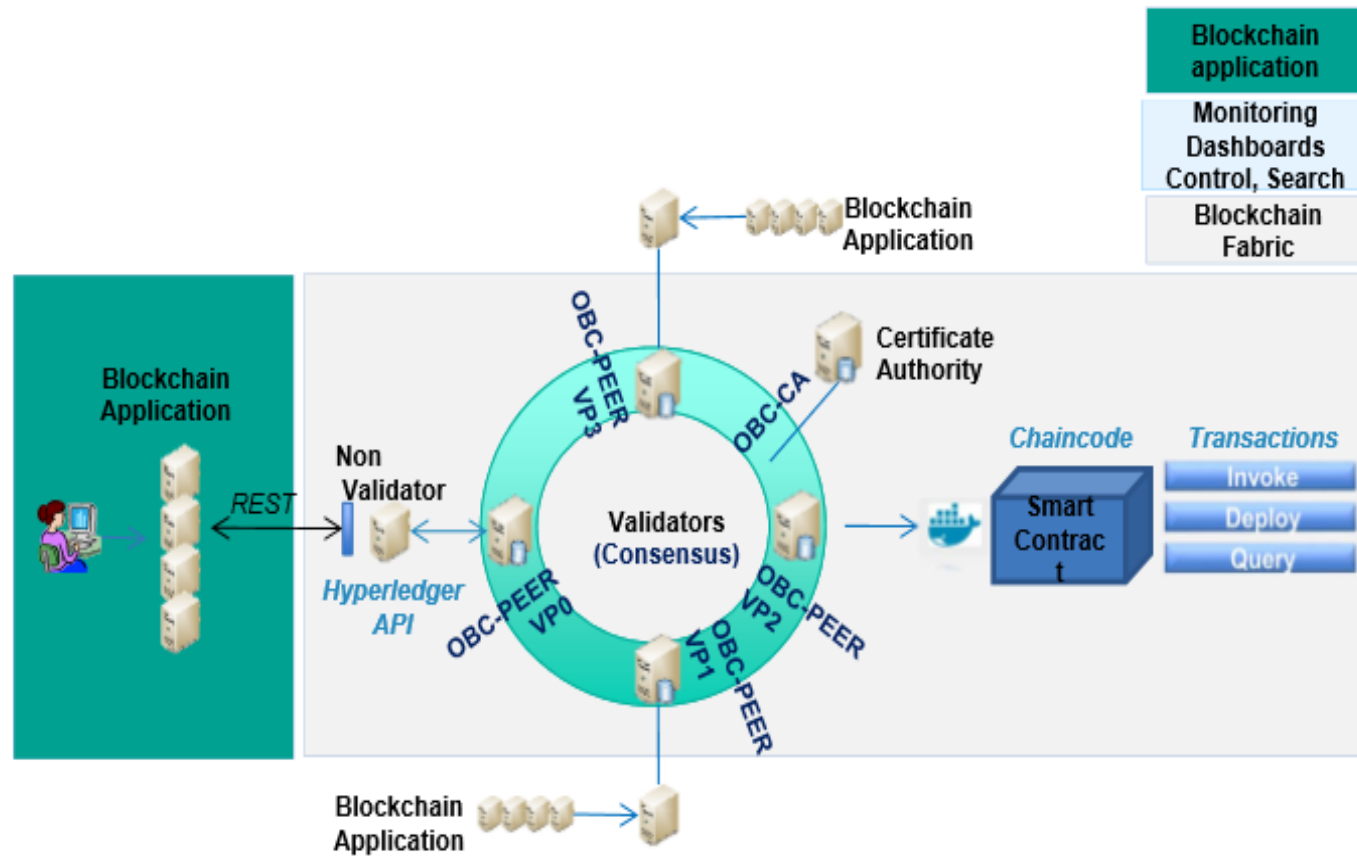 Blockchain
application
Monitoring
Dashboards
Control, Search
Blockchain
Fabric
Blockchain
Application
OBC-PEER
VP3
Certificate
Authority
OBC-CA
Blockchain
Application
REST
Non
Validator
Hyperledger
API
OBC-PEER
VP0
Validators
(Consensus)
OBC-PEER
VP2
OBC-PEER
VP1
Chaincode
Smart
Contrac
t
Transactions
Invoke
Deploy
Query
Blockchain
Application